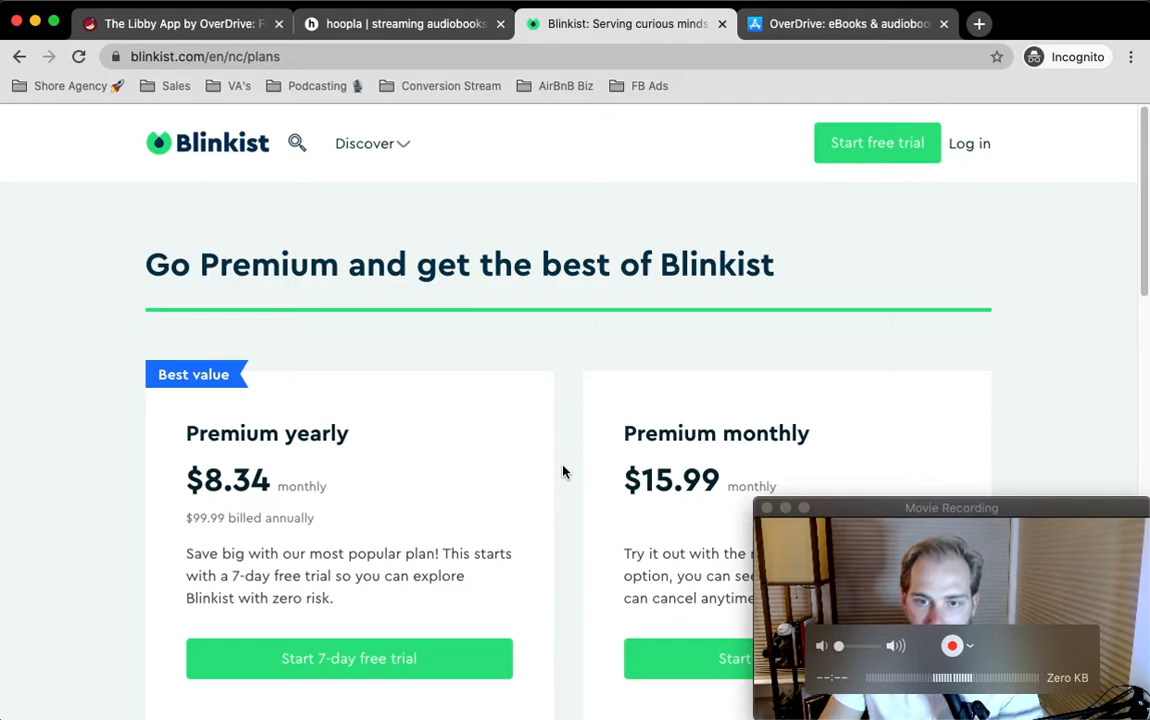 The Libby App by OverDrive: F
hoopla | streaming audiobooks,
Blinkist: Serving curious minds
OverDrive: eBooks & audioboo
blinkist.com/en/nc/plans
Incognito
Shore Agency 🚀
Sales
VA's
Podcasting 🎙
Conversion Stream
AirBnB Biz
FB Ads
Blinkist
Discover
Start free trial
Log in
Go Premium and get the best of Blinkist
Best value
Premium yearly
$8.34 monthly
$99.99 billed annually
Save big with our most popular plan! This starts
with a 7-day free trial so you can explore
Blinkist with zero risk.
Start 7-day free trial
Premium monthly
$15.99 monthly
Try it out with the
option, you can see
can cancel anytime
Start
Movie Recording
--:--
Zero KB